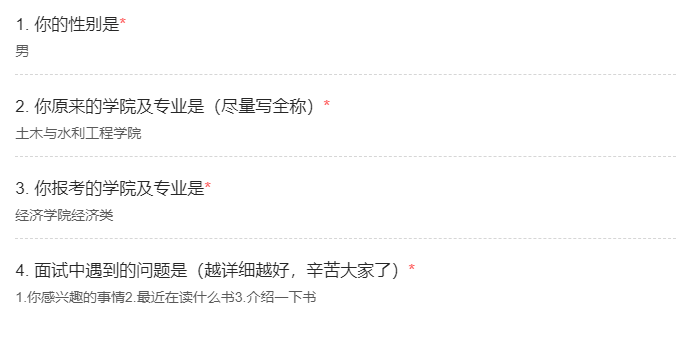 1. 你的性别是*
男
2. 你原来的学院及专业是（尽量写全称）*
土木与水利工程学院
3. 你报考的学院及专业是*
经济学院经济类
4. 面试中遇到的问题是（越详细越好，辛苦大家了）*
1.你感兴趣的事情2.最近在读什么书3.介绍一下书